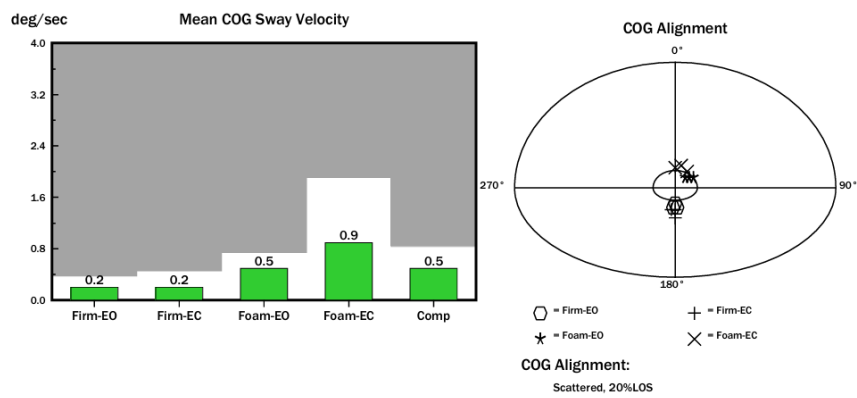 deg/sec
Mean COG Sway Velocity
4.0
3.2
2.4
1.6
0.8
0.0
0.2
0.2
0.5
0.9
0.5
Firm-EO
Firm-EC
Foam-EO
Foam-EC
Comp
COG Alignment
0°
270°
90°
180°
= Firm-EO
= Firm-EC
= Foam-EO
= Foam-EC
COG Alignment:
Scattered, 20%LOS